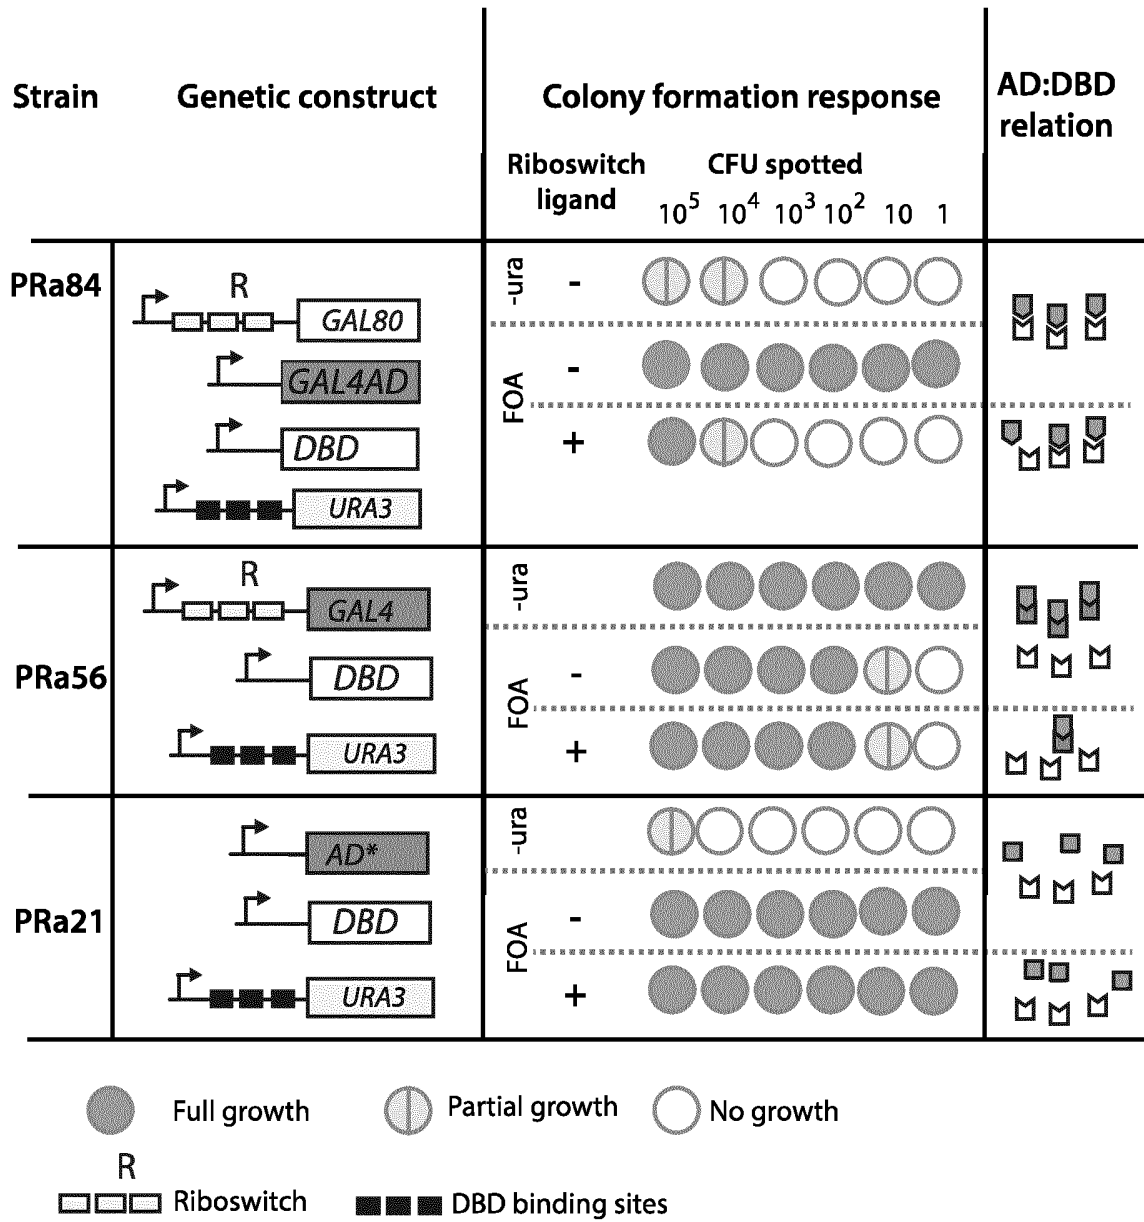 Strain Genetic construct Colony formation response AD:DBD relation
Riboswitch ligand CFU spotted
10^5 10^4 10^3 10^2 10 1
PRa84
R
GAL80
GAL4AD
DBD
URA3
-ura -
FOA -
+
PRa56
R
GAL4
DBD
URA3
-ura
FOA -
+
PRa21
AD*
DBD
URA3
-ura
FOA -
+
Full growth Partial growth No growth
R
Riboswitch DBD binding sites